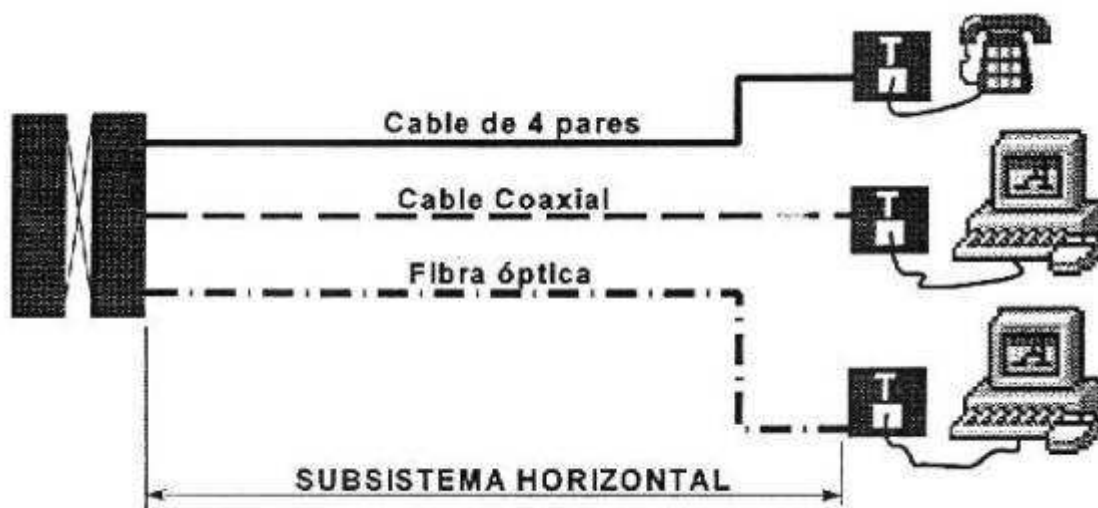 T
Cable de 4 pares
Cable Coaxial
T
Fibra óptica
T
SUBSISTEMA HORIZONTAL